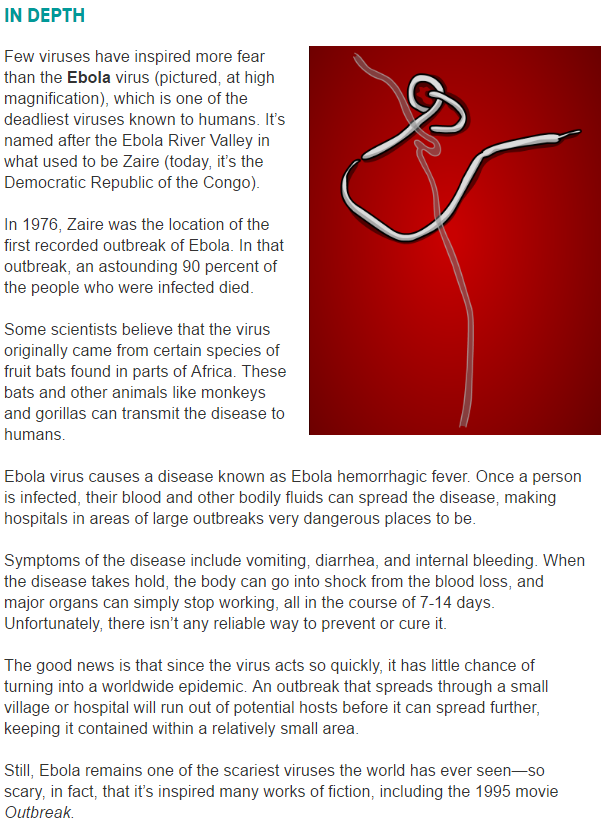 IN DEPTH
Few viruses have inspired more fear
than the Ebola virus (pictured, at high
magnification), which is one of the
deadliest viruses known to humans. It’s
named after the Ebola River Valley in
what used to be Zaire (today, it’s the
Democratic Republic of the Congo).
In 1976, Zaire was the location of the
first recorded outbreak of Ebola. In that
outbreak, an astounding 90 percent of
the people who were infected died.
Some scientists believe that the virus
originally came from certain species of
fruit bats found in parts of Africa. These
bats and other animals like monkeys
and gorillas can transmit the disease to
humans.
Ebola virus causes a disease known as Ebola hemorrhagic fever. Once a person
is infected, their blood and other bodily fluids can spread the disease, making
hospitals in areas of large outbreaks very dangerous places to be.
Symptoms of the disease include vomiting, diarrhea, and internal bleeding. When
the disease takes hold, the body can go into shock from the blood loss, and
major organs can simply stop working, all in the course of 7-14 days.
Unfortunately, there isn’t any reliable way to prevent or cure it.
The good news is that since the virus acts so quickly, it has little chance of
turning into a worldwide epidemic. An outbreak that spreads through a small
village or hospital will run out of potential hosts before it can spread further,
keeping it contained within a relatively small area.
Still, Ebola remains one of the scariest viruses the world has ever seen—so
scary, in fact, that it’s inspired many works of fiction, including the 1995 movie
Outbreak.